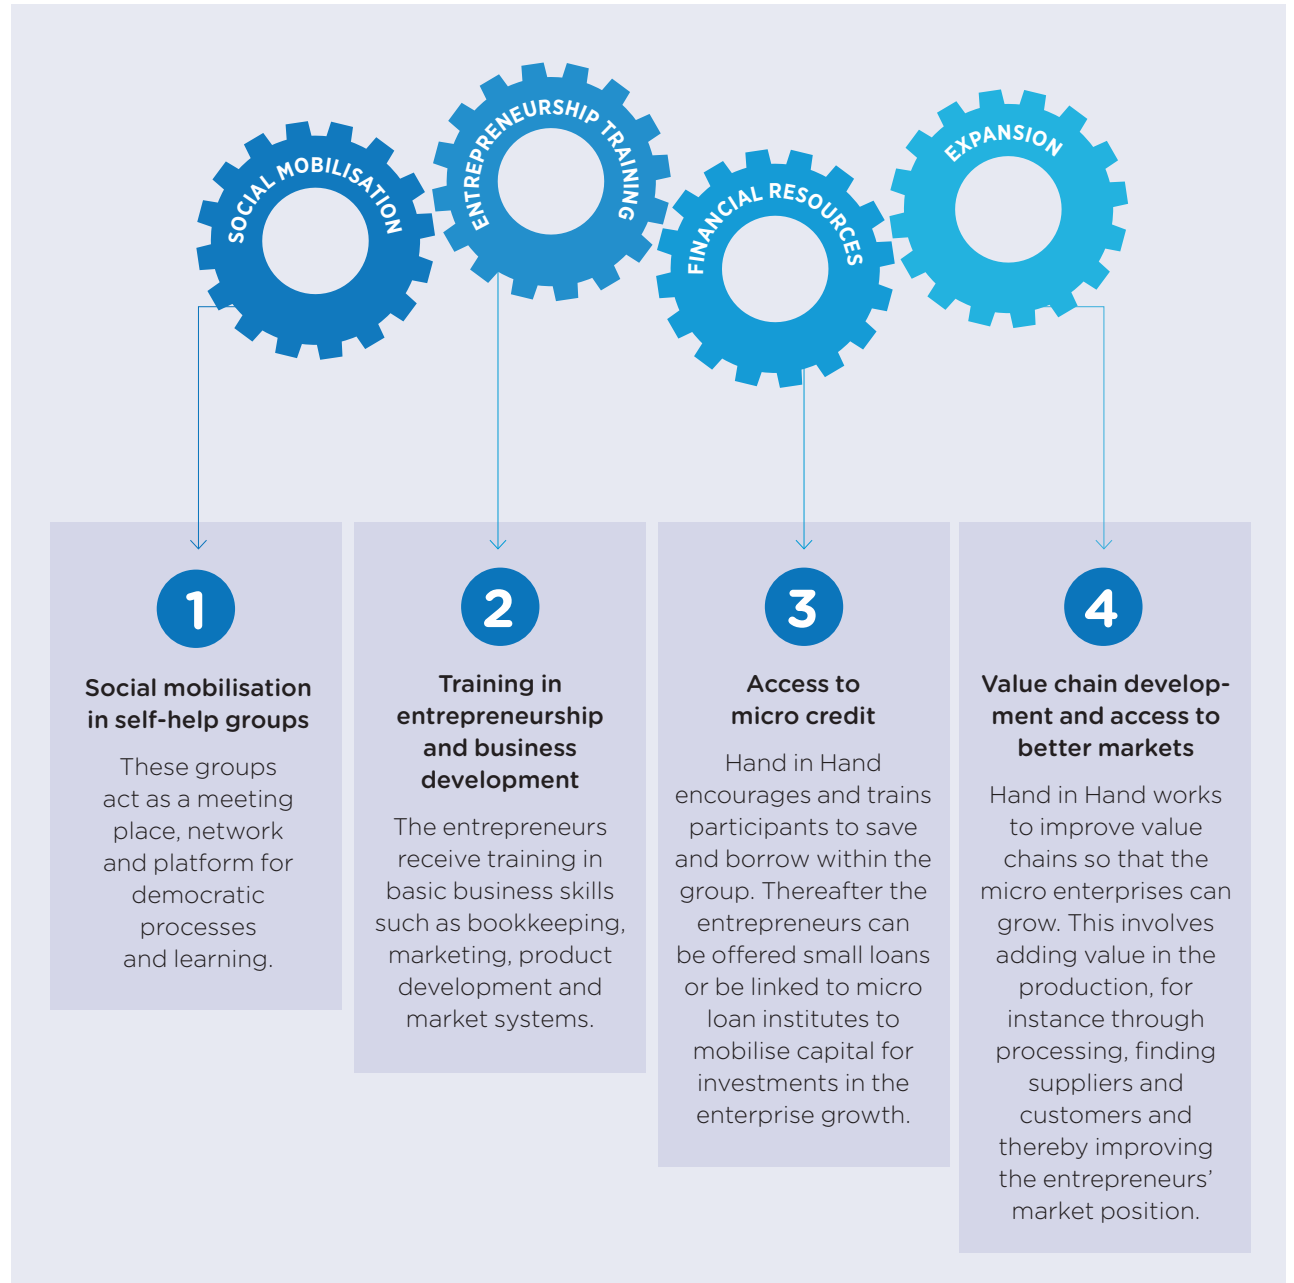 SOCIAL MOBILISATION
ENTREPRENEURSHIP TRAINING
FINANCIAL RESOURCES
EXPANSION
1
Social mobilisation
in self-help groups
These groups
act as a meeting
place, network
and platform for
democratic
processes
and learning.
2
Training in
entrepreneurship
and business
development
The entrepreneurs
receive training in
basic business skills
such as bookkeeping,
marketing, product
development and
market systems.
3
Access to
micro credit
Hand in Hand
encourages and trains
participants to save
and borrow within the
group. Thereafter the
entrepreneurs can
be offered small loans
or be linked to micro
loan institutes to
mobilise capital for
investments in the
enterprise growth.
4
Value chain develop-
ment and access to
better markets
Hand in Hand works
to improve value
chains so that the
micro enterprises can
grow. This involves
adding value in the
production, for
instance through
processing, finding
suppliers and
customers and
thereby improving
the entrepreneurs’
market position.